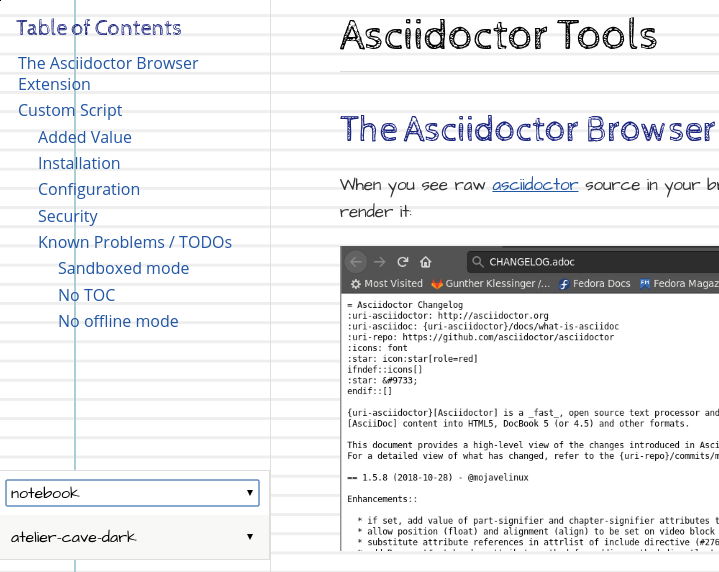 Table of Contents
The Asciidoctor Browser
Extension
Custom Script
Added Value
Installation
Configuration
Security
Known Problems / TODOs
Sandboxed mode
No TOC
No offline mode
notebook
atelier-cave-dark
Asciidoctor Tools
The Asciidoctor Browser
When you see raw asciidoctor source in your br
render it:
CHANGELOG.adoc
Most Visited Gunther Klessinger /... Fedora Docs Fedora Magaz
= Asciidoctor Changelog
:uri-asciidoctor: http://asciidoctor.org
:uri-asciidoc: {uri-asciidoctor}/docs/what-is-asciidoc
:uri-repo: https://github.com/asciidoctor/asciidoctor
:icons: font
:star: icon:star[role=red]
ifndef::icons[]
:star: &#9733;
endif::[]
{uri-asciidoctor}[Asciidoctor] is a _fast_, open source text processor and
[AsciiDoc] content into HTML5, DocBook 5 (or 4.5) and other formats.
This document provides a high-level view of the changes introduced in Asci
For a detailed view of what has changed, refer to the {uri-repo}/commits/m
== 1.5.8 (2018-10-28) - @mojavelinux
Enhancements::
* if set, add value of part-signifier and chapter-signifier attributes t
* allow position (float) and alignment (align) to be set on video block
* substitute attribute references in attrlist of include directive (#276